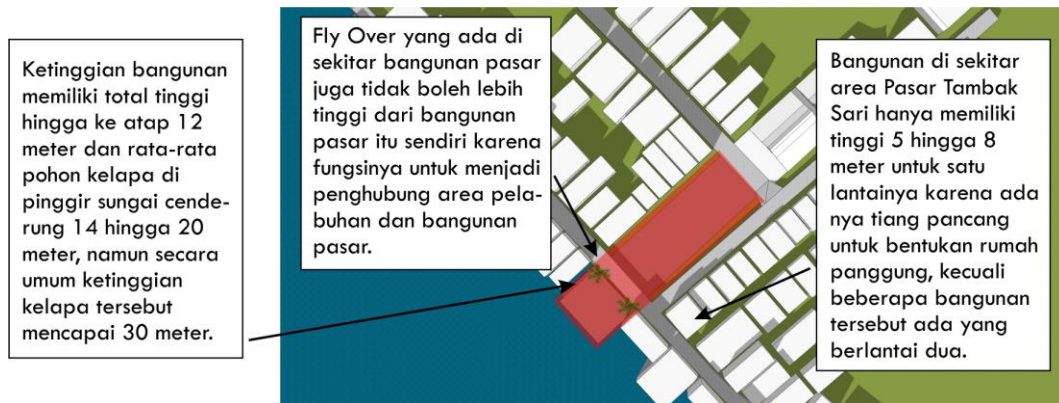 Ketinggian bangunan
memiliki total tinggi
hingga ke atap 12
meter dan rata-rata
pohon kelapa di
pinggir sungai cende-
rung 14 hingga 20
meter, namun secara
umum ketinggian
kelapa tersebut
mencapai 30 meter.
Fly Over yang ada di
sekitar bangunan pasar
juga tidak boleh lebih
tinggi dari bangunan
pasar itu sendiri karena
fungsinya untuk menjadi
penghubung area pela-
buhan dan bangunan
pasar.
Bangunan di sekitar
area Pasar Tambak
Sari hanya memiliki
tinggi 5 hingga 8
meter untuk satu
lantainya karena ada
nya tiang pancang
untuk bentukan rumah
panggung, kecuali
beberapa bangunan
tersebut ada yang
berlantai dua.